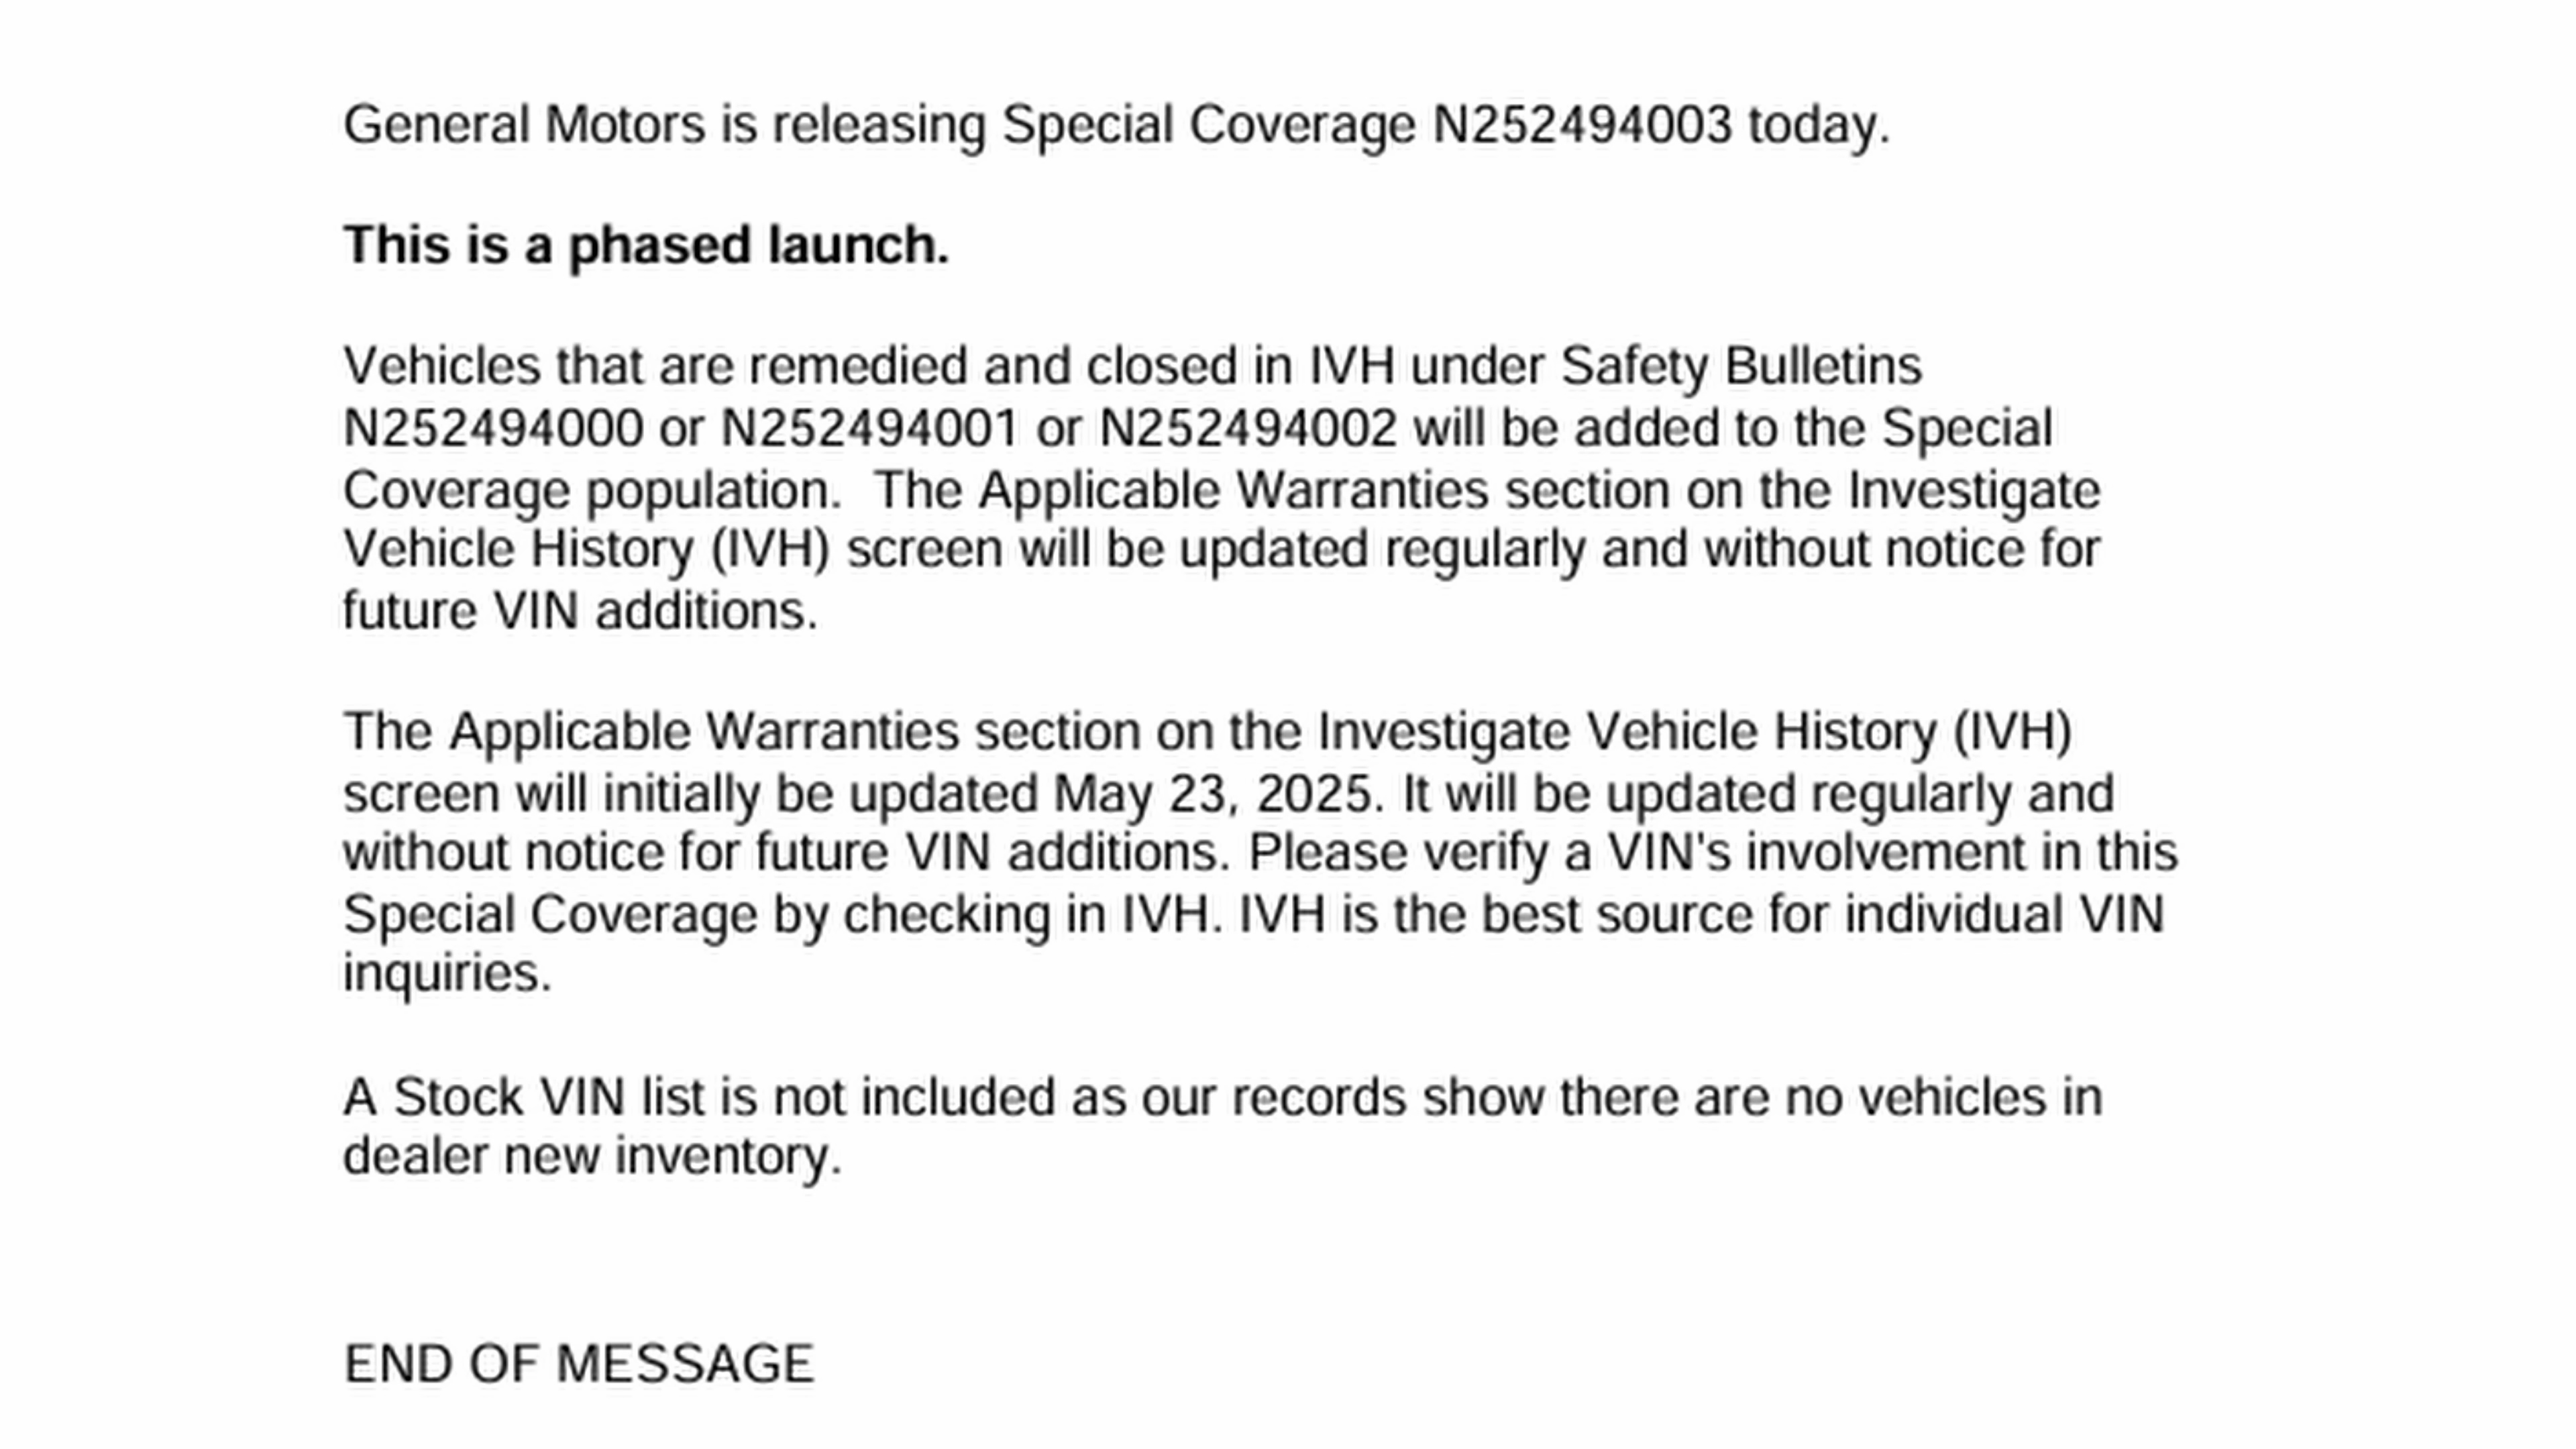 General Motors is releasing Special Coverage N252494003 today.
This is a phased launch.
Vehicles that are remedied and closed in IVH under Safety Bulletins
N252494000 or N252494001 or N252494002 will be added to the Special
Coverage population.  The Applicable Warranties section on the Investigate
Vehicle History (IVH) screen will be updated regularly and without notice for
future VIN additions.
The Applicable Warranties section on the Investigate Vehicle History (IVH)
screen will initially be updated May 23, 2025. It will be updated regularly and
without notice for future VIN additions. Please verify a VIN's involvement in this
Special Coverage by checking in IVH. IVH is the best source for individual VIN
inquiries.
A Stock VIN list is not included as our records show there are no vehicles in
dealer new inventory.
END OF MESSAGE